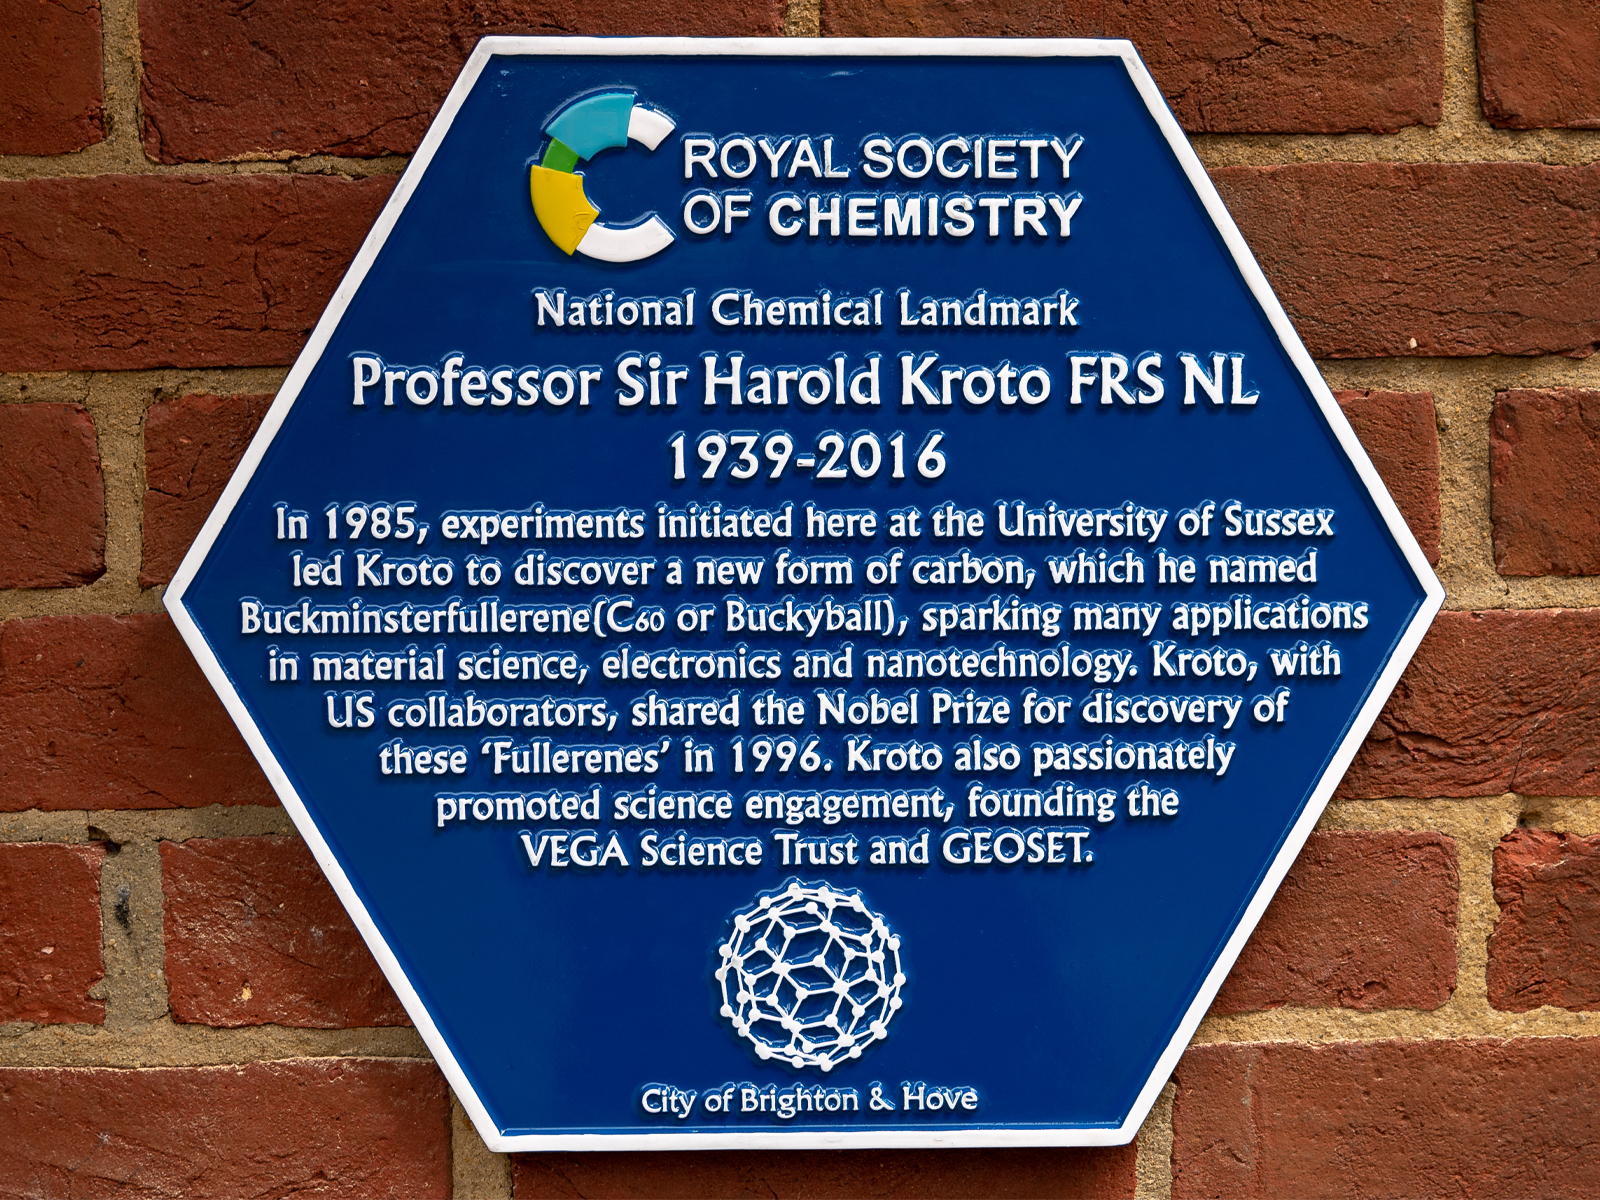 ROYAL SOCIETY
OF CHEMISTRY
National Chemical Landmark
Professor Sir Harold Kroto FRS NL
1939-2016
In 1985, experiments initiated here at the University of Sussex
led Kroto to discover a new form of carbon, which he named
Buckminsterfullerene(C₆₀ or Buckyball), sparking many applications
in material science, electronics and nanotechnology. Kroto, with
US collaborators, shared the Nobel Prize for discovery of
these ‘Fullerenes’ in 1996. Kroto also passionately
promoted science engagement, founding the
VEGA Science Trust and GEOSET.
City of Brighton & Hove